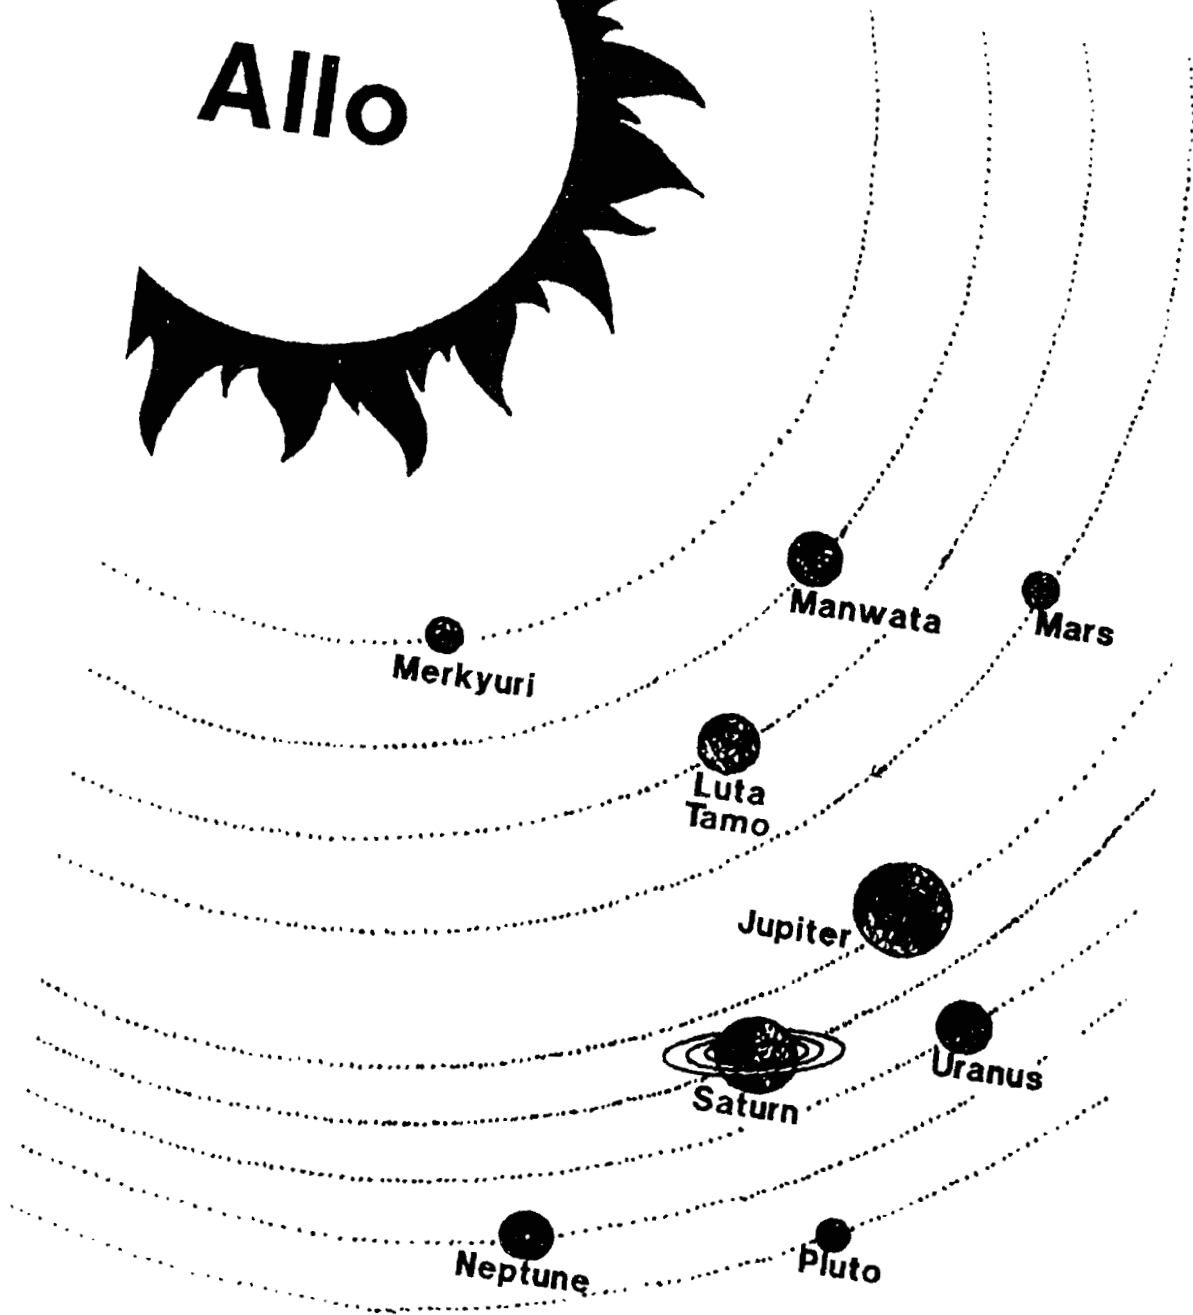 Allo
Manwata
Mars
Merkyuri
Luta
Tamo
Jupiter
Uranus
Saturn
Neptune
Pluto